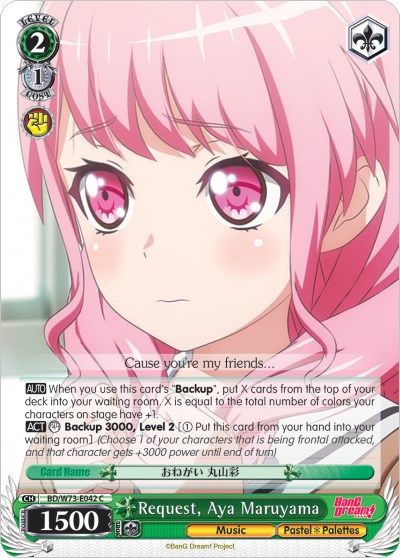 LEVEL
2
1
COST
Cause you're my friends...
AUTO When you use this card's "Backup", put X cards from the top of
your deck into your waiting room. X is equal to the total number of colors your
characters on stage have +1.
ACT Backup 3000, Level 2 [① Put this card from your hand into your
waiting room] (Choose 1 of your characters that is being frontal attacked,
and that character gets +3000 power until end of turn)
Card Name
おねがい 丸山彩
CH BD/W73-E042 C
1500
Request, Aya Maruyama
BanG Dream!
Music
Pastel*Palettes
©BanG Dream! Project